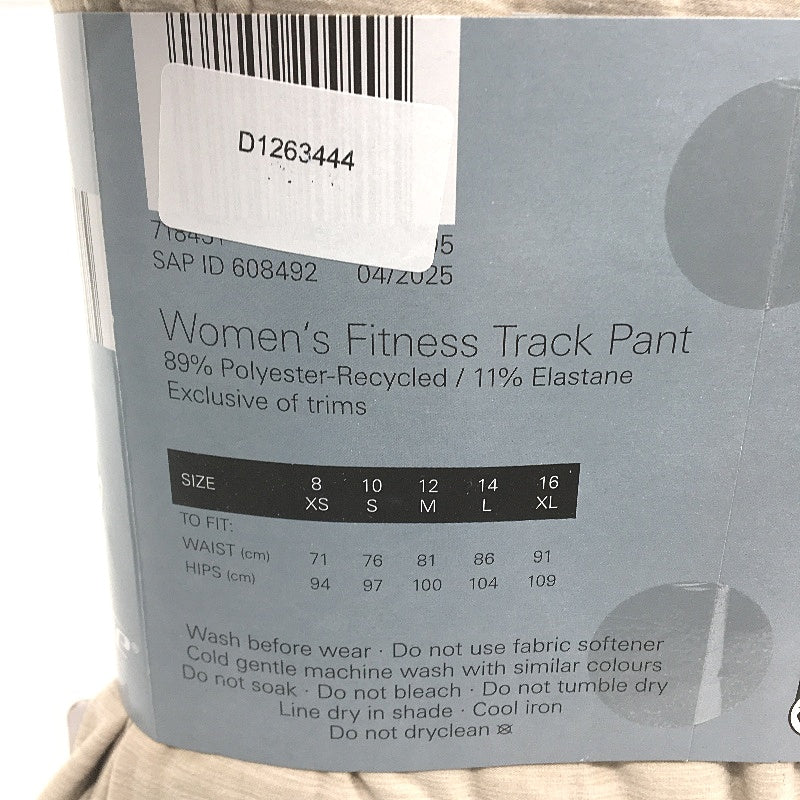 D1263444
SAP ID 608492 04/2025
Women's Fitness Track Pant
89% Polyester-Recycled / 11% Elastane
Exclusive of trims
SIZE 8 10 12 14 16
XS S M L XL
TO FIT:
WAIST (cm) 71 76 81 86 91
HIPS (cm) 94 97 100 104 109
Wash before wear · Do not use fabric softener
Cold gentle machine wash with similar colours
Do not soak · Do not bleach · Do not tumble dry
Line dry in shade · Cool iron
Do not dryclean